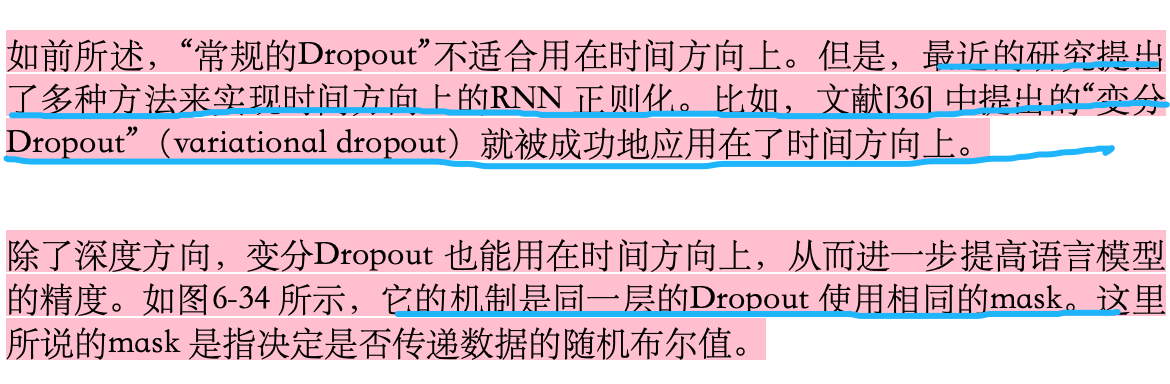 如前所述，“常规的Dropout”不适合用在时间方向上。但是，最近的研究提出
了多种方法来实现时间方向上的RNN 正则化。比如，文献[36] 中提出的“变分
Dropout”（variational dropout）就被成功地应用在了时间方向上。
除了深度方向，变分Dropout 也能用在时间方向上，从而进一步提高语言模型
的精度。如图6-34 所示，它的机制是同一层的Dropout 使用相同的mask。这里
所说的mask 是指决定是否传递数据的随机布尔值。